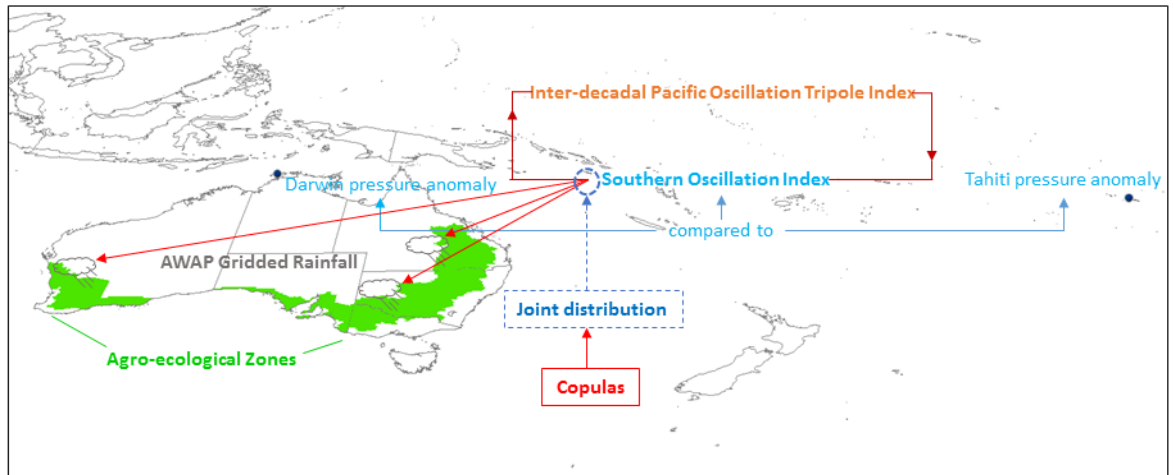 Inter-decadal Pacific Oscillation Tripole Index
Darwin pressure anomaly
Southern Oscillation Index
Tahiti pressure anomaly
compared to
AWAP Gridded Rainfall
Joint distribution
Agro-ecological Zones
Copulas